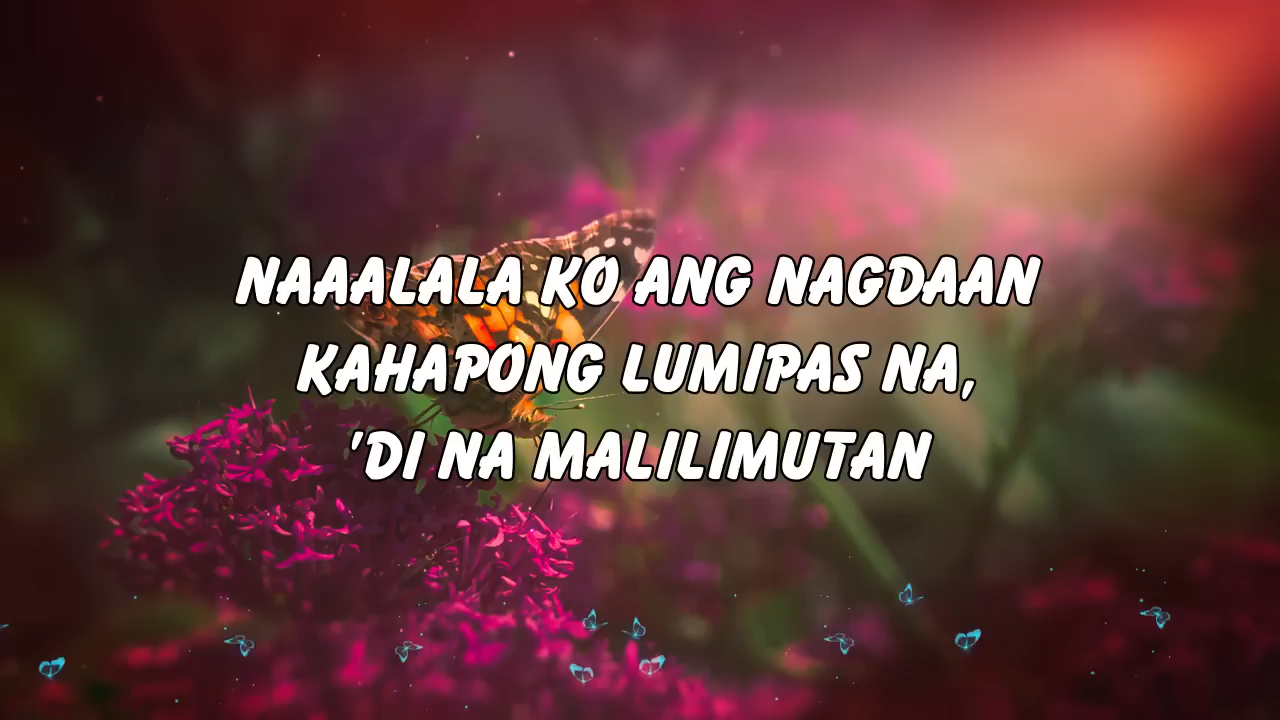 NAAALALA KO ANG NAGDAAN
KAHAPONG LUMIPAS NA,
'DI NA MALILIMUTAN